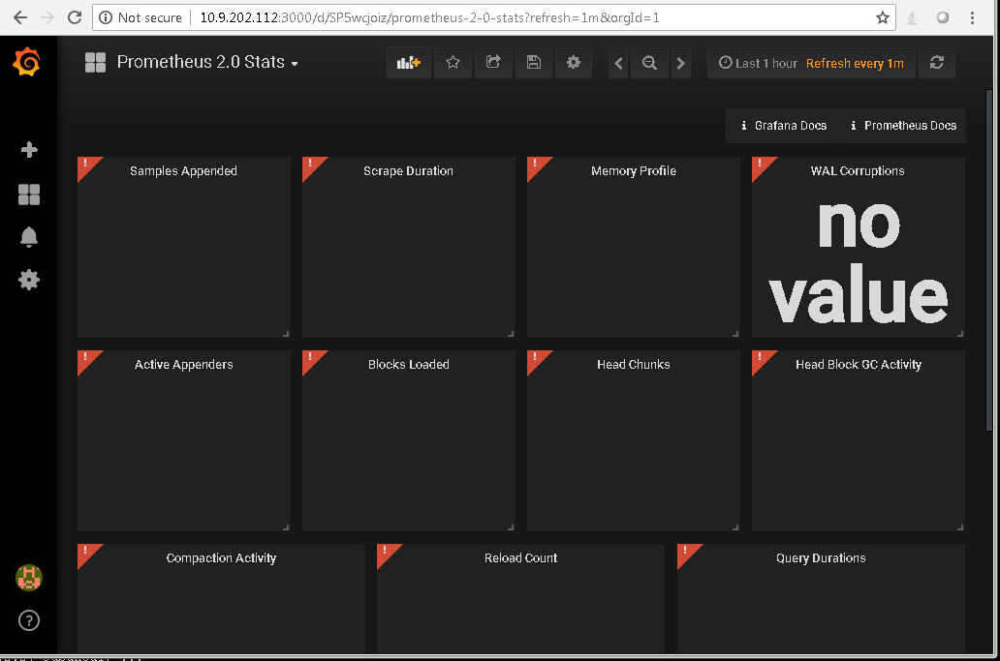 Not secure | 10.9.202.112:3000/d/SP5wcjoiz/prometheus-2-0-stats?refresh=1m&orgId=1
Prometheus 2.0 Stats
Last 1 hour Refresh every 1m
Grafana Docs
Prometheus Docs
Samples Appended
Scrape Duration
Memory Profile
WAL Corruptions
no
value
Active Appenders
Blocks Loaded
Head Chunks
Head Block GC Activity
Compaction Activity
Reload Count
Query Durations